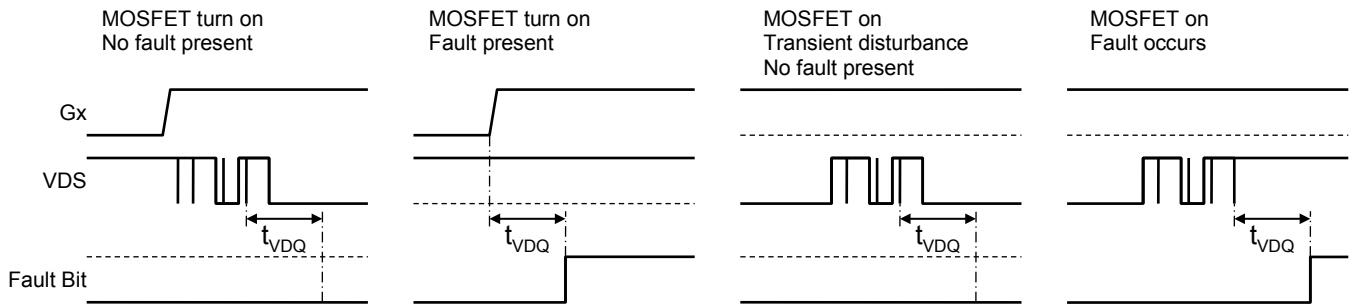 MOSFET turn on
No fault present
MOSFET turn on
Fault present
MOSFET on
Transient disturbance
No fault present
MOSFET on
Fault occurs
Gx
VDS
tVDQ
tVDQ
tVDQ
tVDQ
Fault Bit